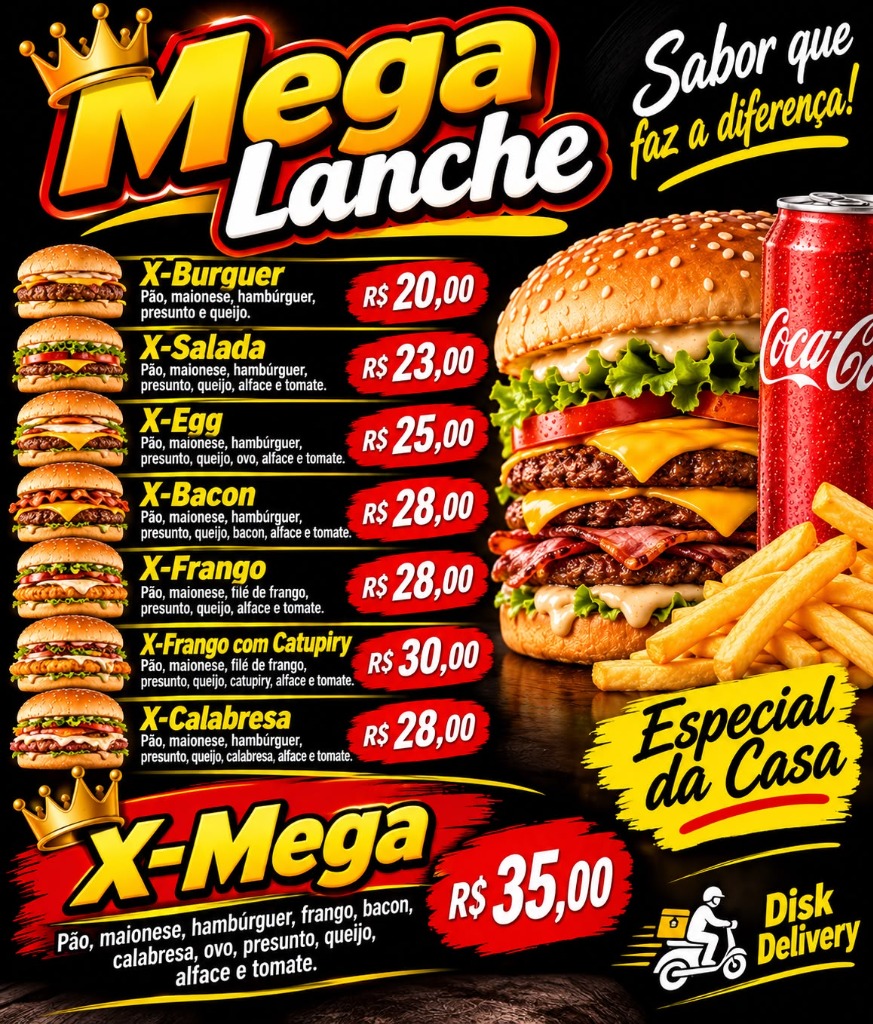 Mega
Lanche
Sabor que
faz a diferença!
X-Burguer
Pão, maionese, hambúrguer,
presunto e queijo.
R$ 20,00
X-Salada
Pão, maionese, hambúrguer,
presunto, queijo, alface e tomate.
R$ 23,00
X-Egg
Pão, maionese, hambúrguer,
presunto, queijo, ovo, alface e tomate.
R$ 25,00
X-Bacon
Pão, maionese, hambúrguer,
presunto, queijo, bacon, alface e tomate.
R$ 28,00
X-Frango
Pão, maionese, filé de frango,
presunto, queijo, alface e tomate.
R$ 28,00
X-Frango com Catupiry
Pão, maionese, filé de frango,
presunto, queijo, catupiry, alface e tomate.
R$ 30,00
X-Calabresa
Pão, maionese, hambúrguer,
presunto, queijo, calabresa, alface e tomate.
R$ 28,00
Coca-Co
Especial
da Casa
X-Mega
Pão, maionese, hambúrguer, frango, bacon,
calabresa, ovo, presunto, queijo,
alface e tomate.
R$ 35,00
Disk
Delivery